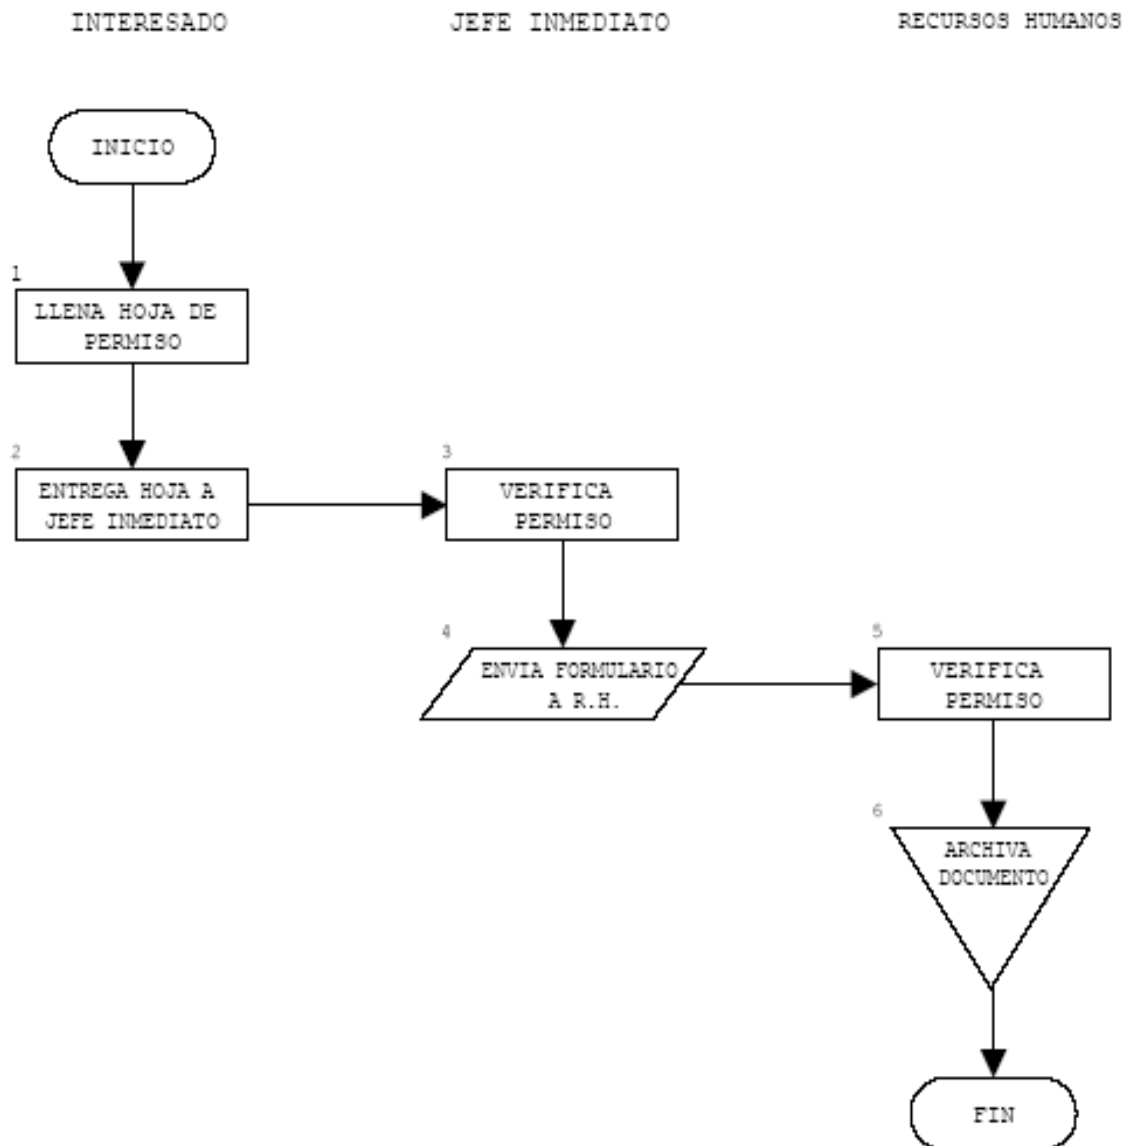 INTERESADO
JEFE INMEDIATO
RECURSOS HUMANOS
INICIO
1
LLENA HOJA DE
PERMISO
2
ENTREGA HOJA A
JEFE INMEDIATO
3
VERIFICA
PERMISO
4
ENVIA FORMULARIO
A R.H.
5
VERIFICA
PERMISO
6
ARCHIVA
DOCUMENTO
FIN